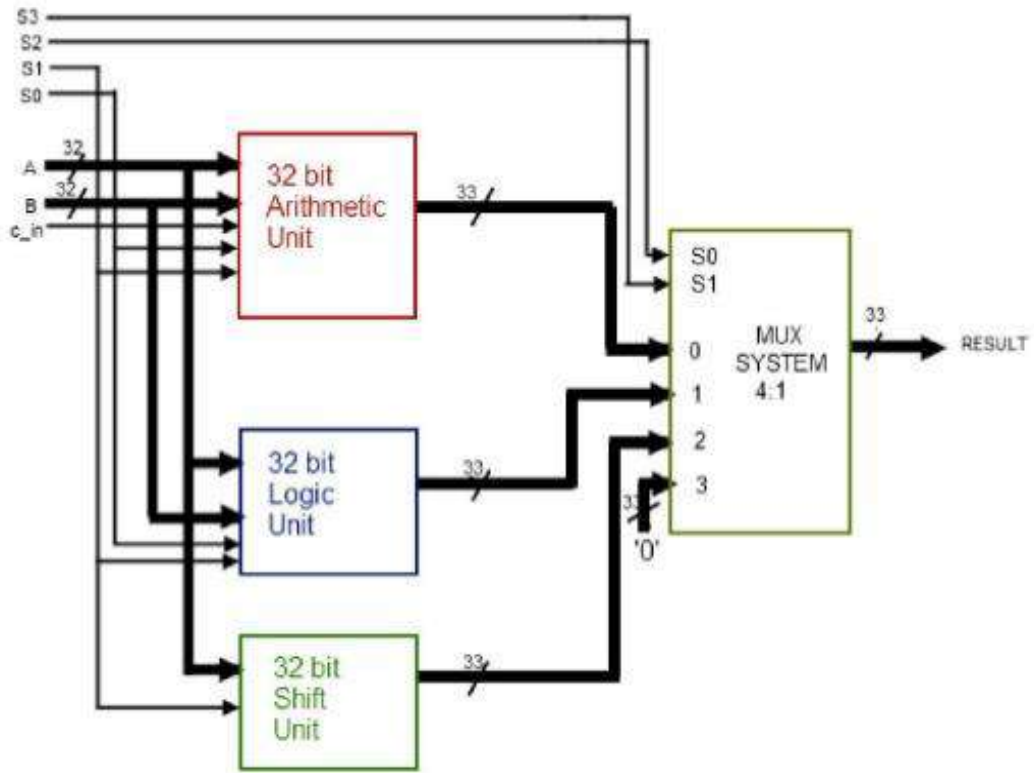 S3
S2
S1
S0
A
32
B
32
c_in
32 bit
Arithmetic
Unit
33
32 bit
Logic
Unit
33
32 bit
Shift
Unit
33
S0
S1
0
1
2
3
MUX
SYSTEM
4:1
33
'0'
33
RESULT